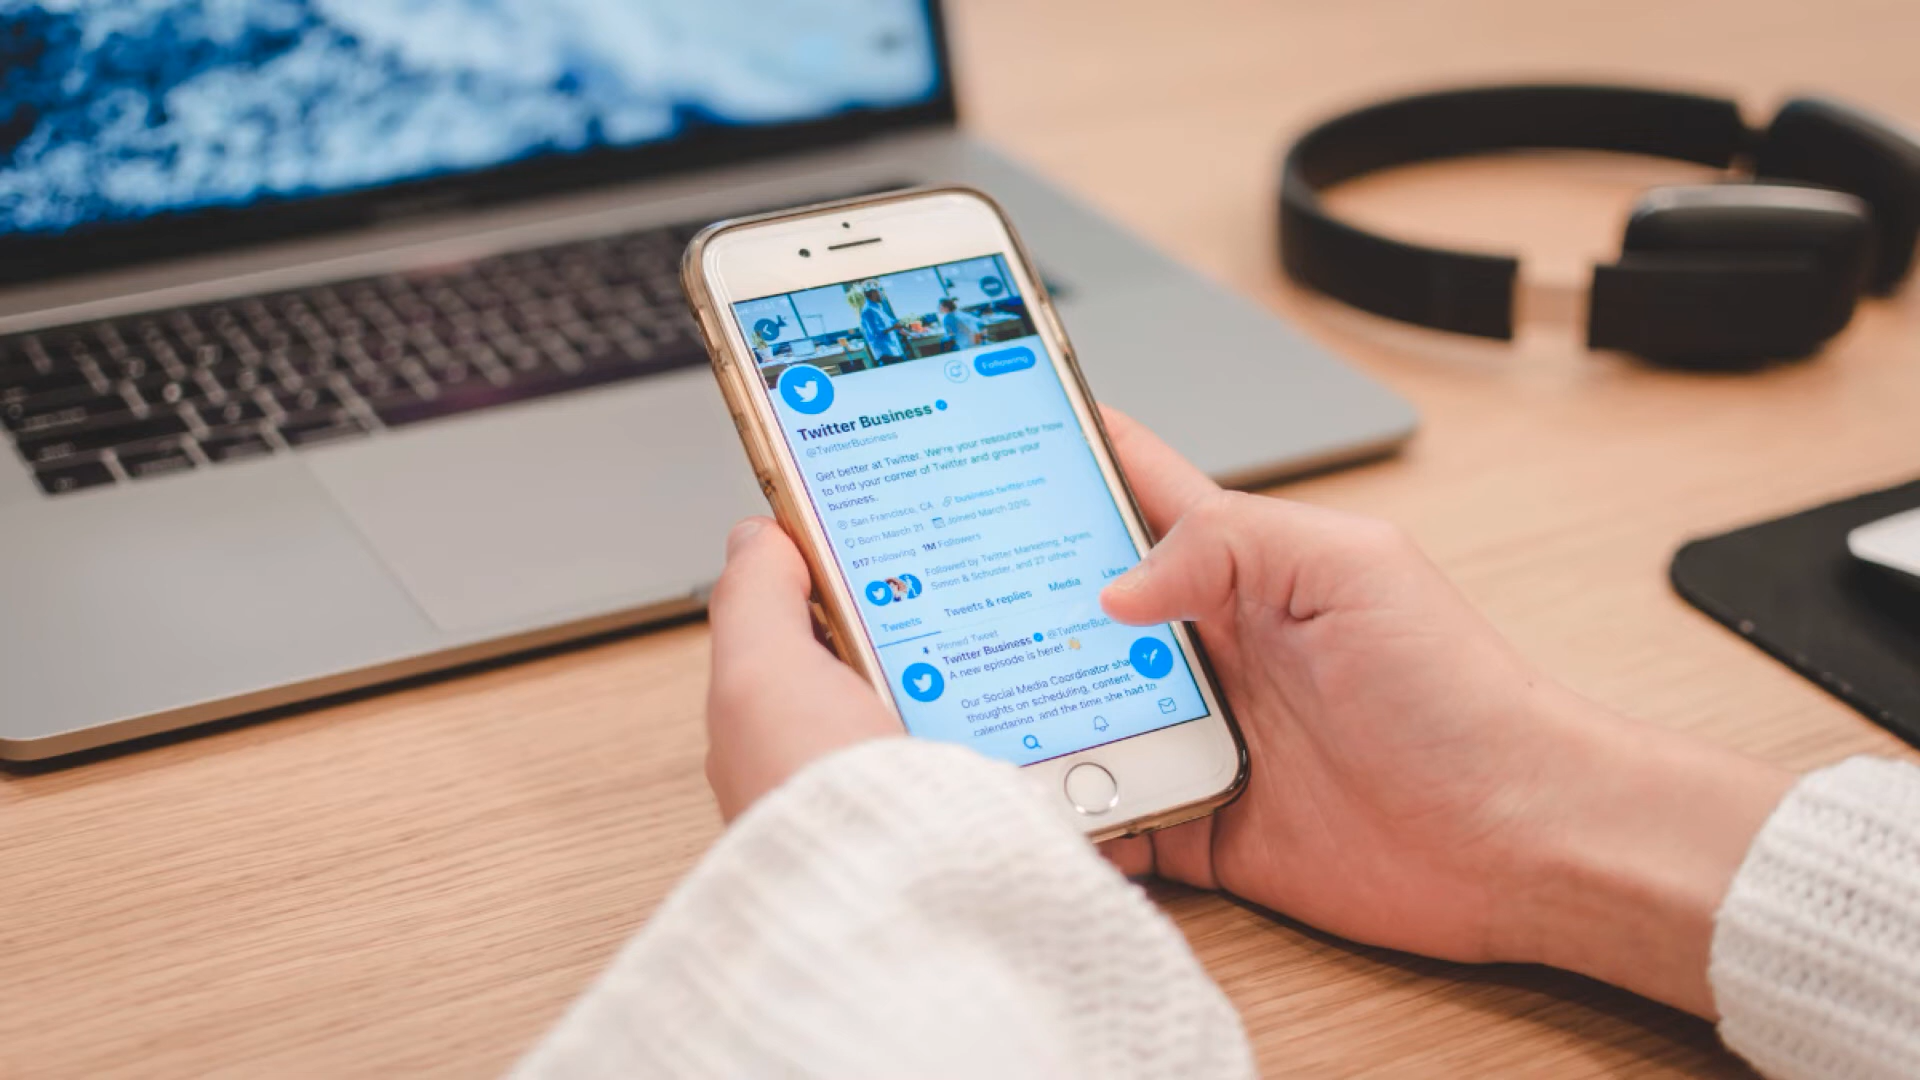 Following
Twitter Business
@TwitterBusiness
Get better at Twitter. We're your resource for how
to find your corner of Twitter and grow your
business.
San Francisco, CA business.twitter.com
Born March 21 Joined March 2010
517 Following 1M Followers
Followed by Twitter Marketing, Agnes
Simon & Schuster, and 27 others
Tweets Tweets & replies Media Likes
Pinned Tweet
Twitter Business @TwitterBus
A new episode is here! 👋
Our Social Media Coordinator sha
thoughts on scheduling, content-
calendaring, and the time she had to